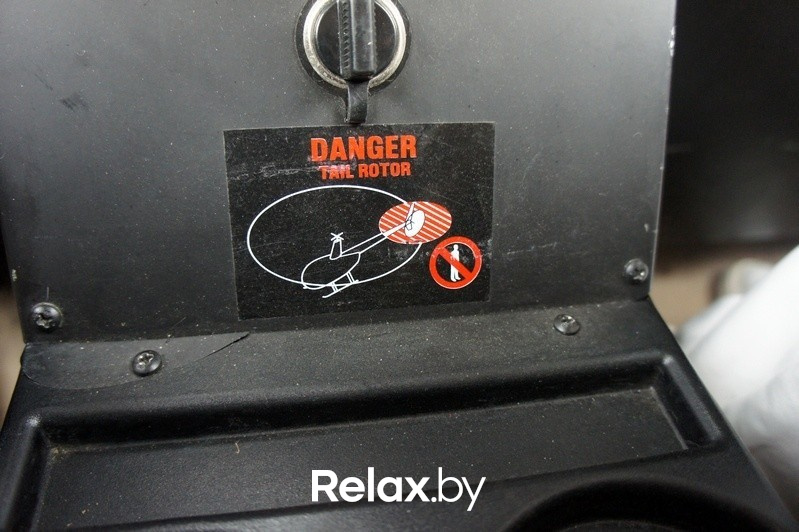 DANGER
TAIL ROTOR
Relax.by